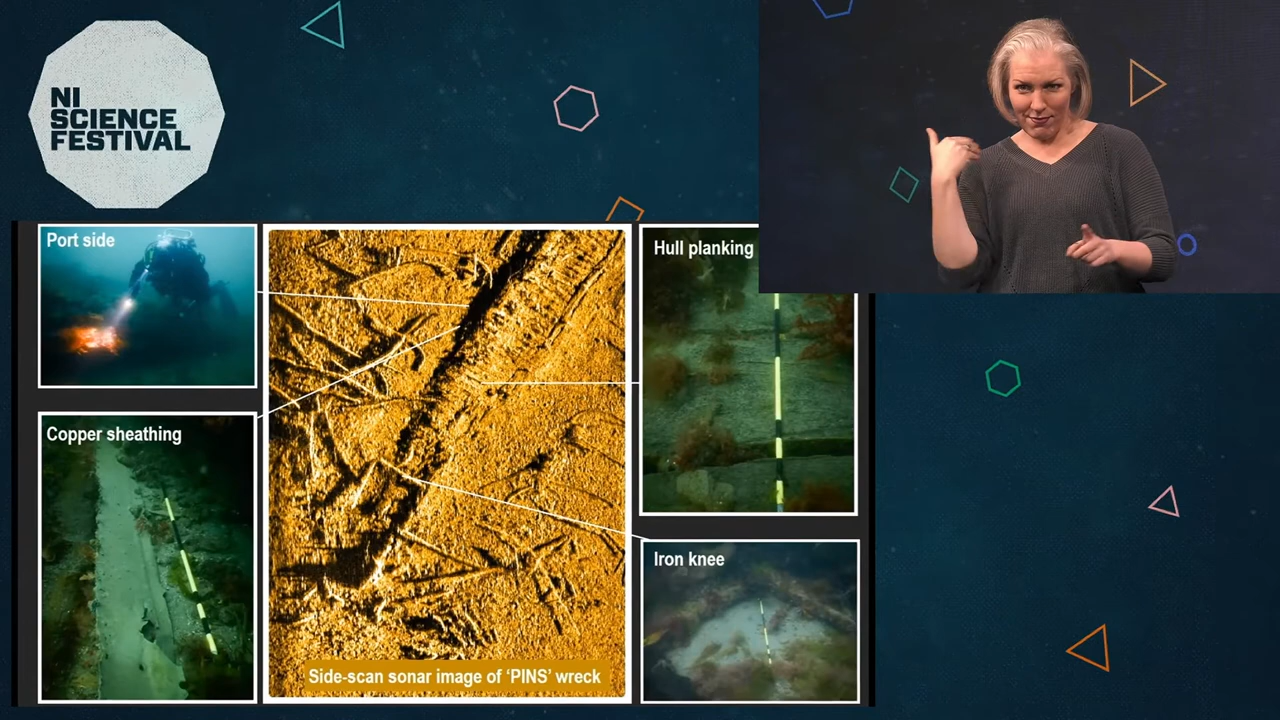 NI
SCIENCE
FESTIVAL
Port side
Hull planking
Copper sheathing
Iron knee
Side-scan sonar image of ‘PINS’ wreck